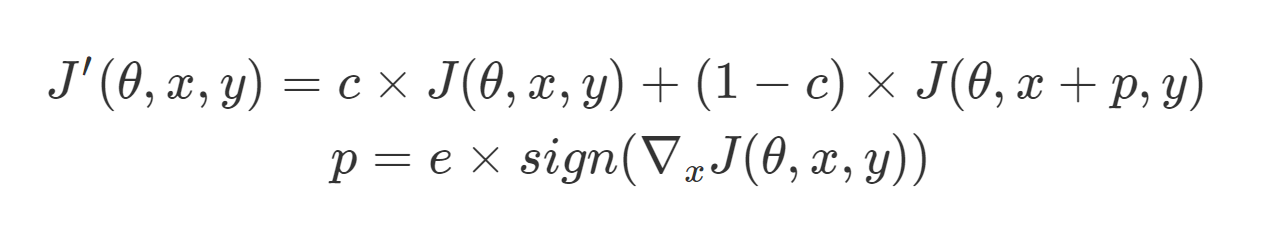 J′(θ, x, y) = c × J(θ, x, y) + (1 − c) × J(θ, x + p, y)
p = e × sign(∇ₓJ(θ, x, y))